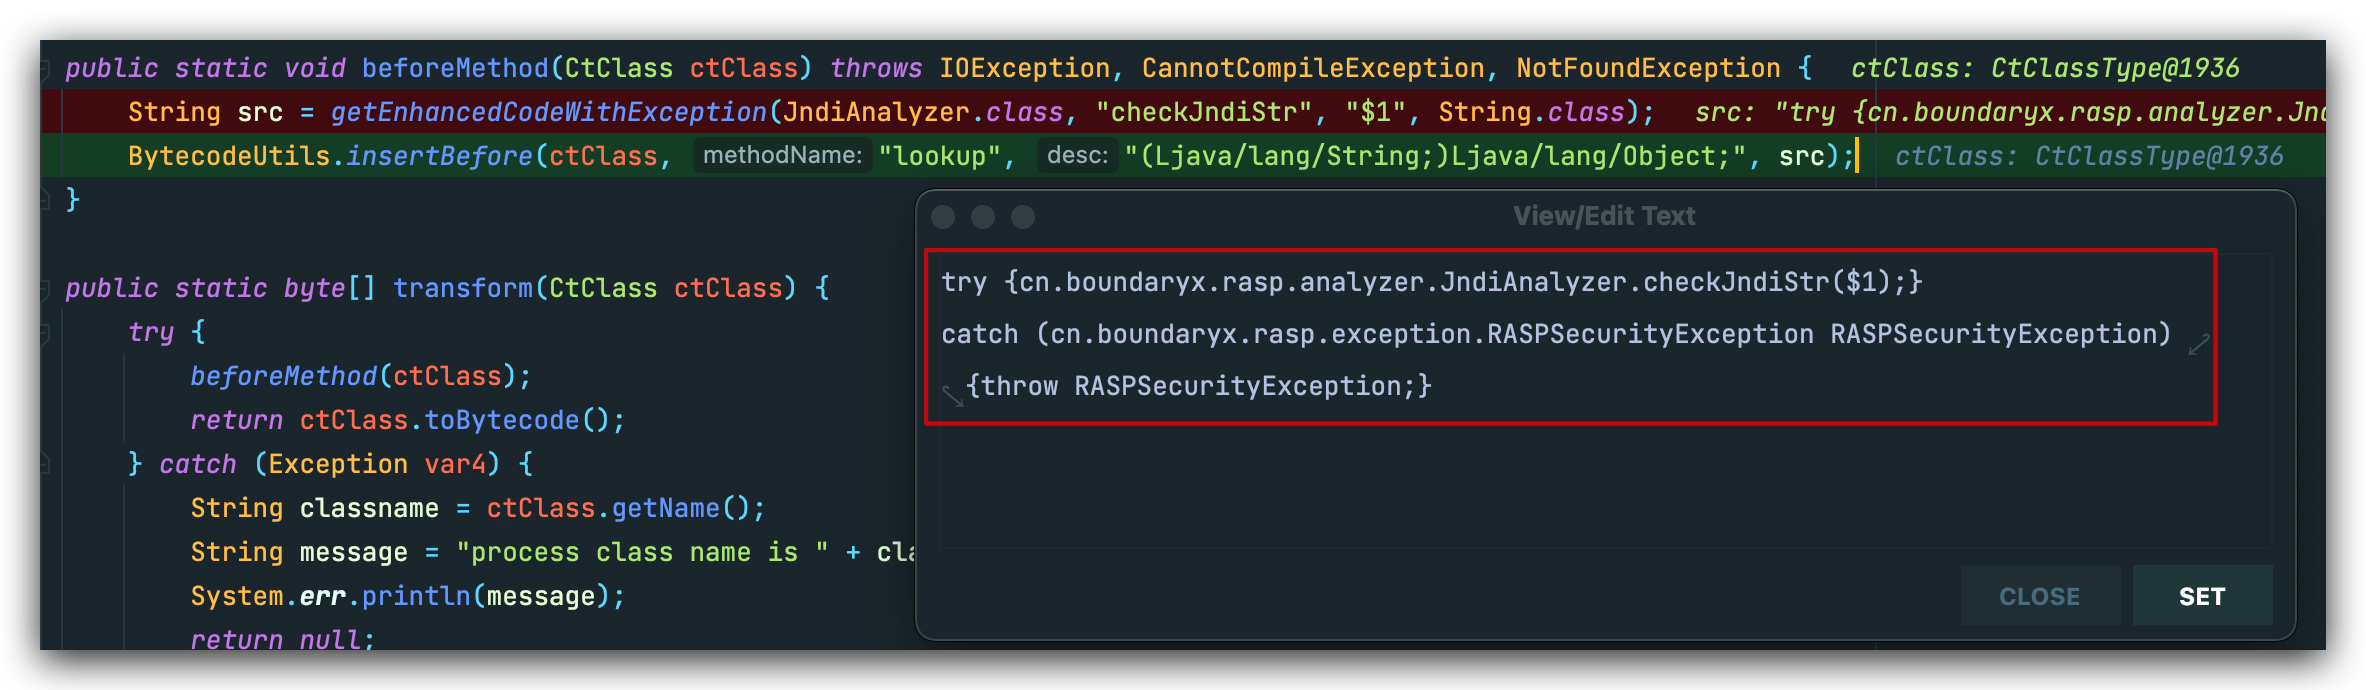 public static void beforeMethod(CtClass ctClass) throws IOException, CannotCompileException, NotFoundException {   ctClass: CtClassType@1936
String src = getEnhancedCodeWithException(JndiAnalyzer.class, "checkJndiStr", "$1", String.class);   src: "try {cn.boundaryx.rasp.analyzer.Jnd
BytecodeUtils.insertBefore(ctClass, methodName: "lookup", desc: "(Ljava/lang/String;)Ljava/lang/Object;", src);   ctClass: CtClassType@1936
}
public static byte[] transform(CtClass ctClass) {
try {
beforeMethod(ctClass);
return ctClass.toBytecode();
} catch (Exception var4) {
String classname = ctClass.getName();
String message = "process class name is " + cla
System.err.println(message);
return null;
View/Edit Text
try {cn.boundaryx.rasp.analyzer.JndiAnalyzer.checkJndiStr($1);}
catch (cn.boundaryx.rasp.exception.RASPSecurityException RASPSecurityException)
{throw RASPSecurityException;}
CLOSE
SET